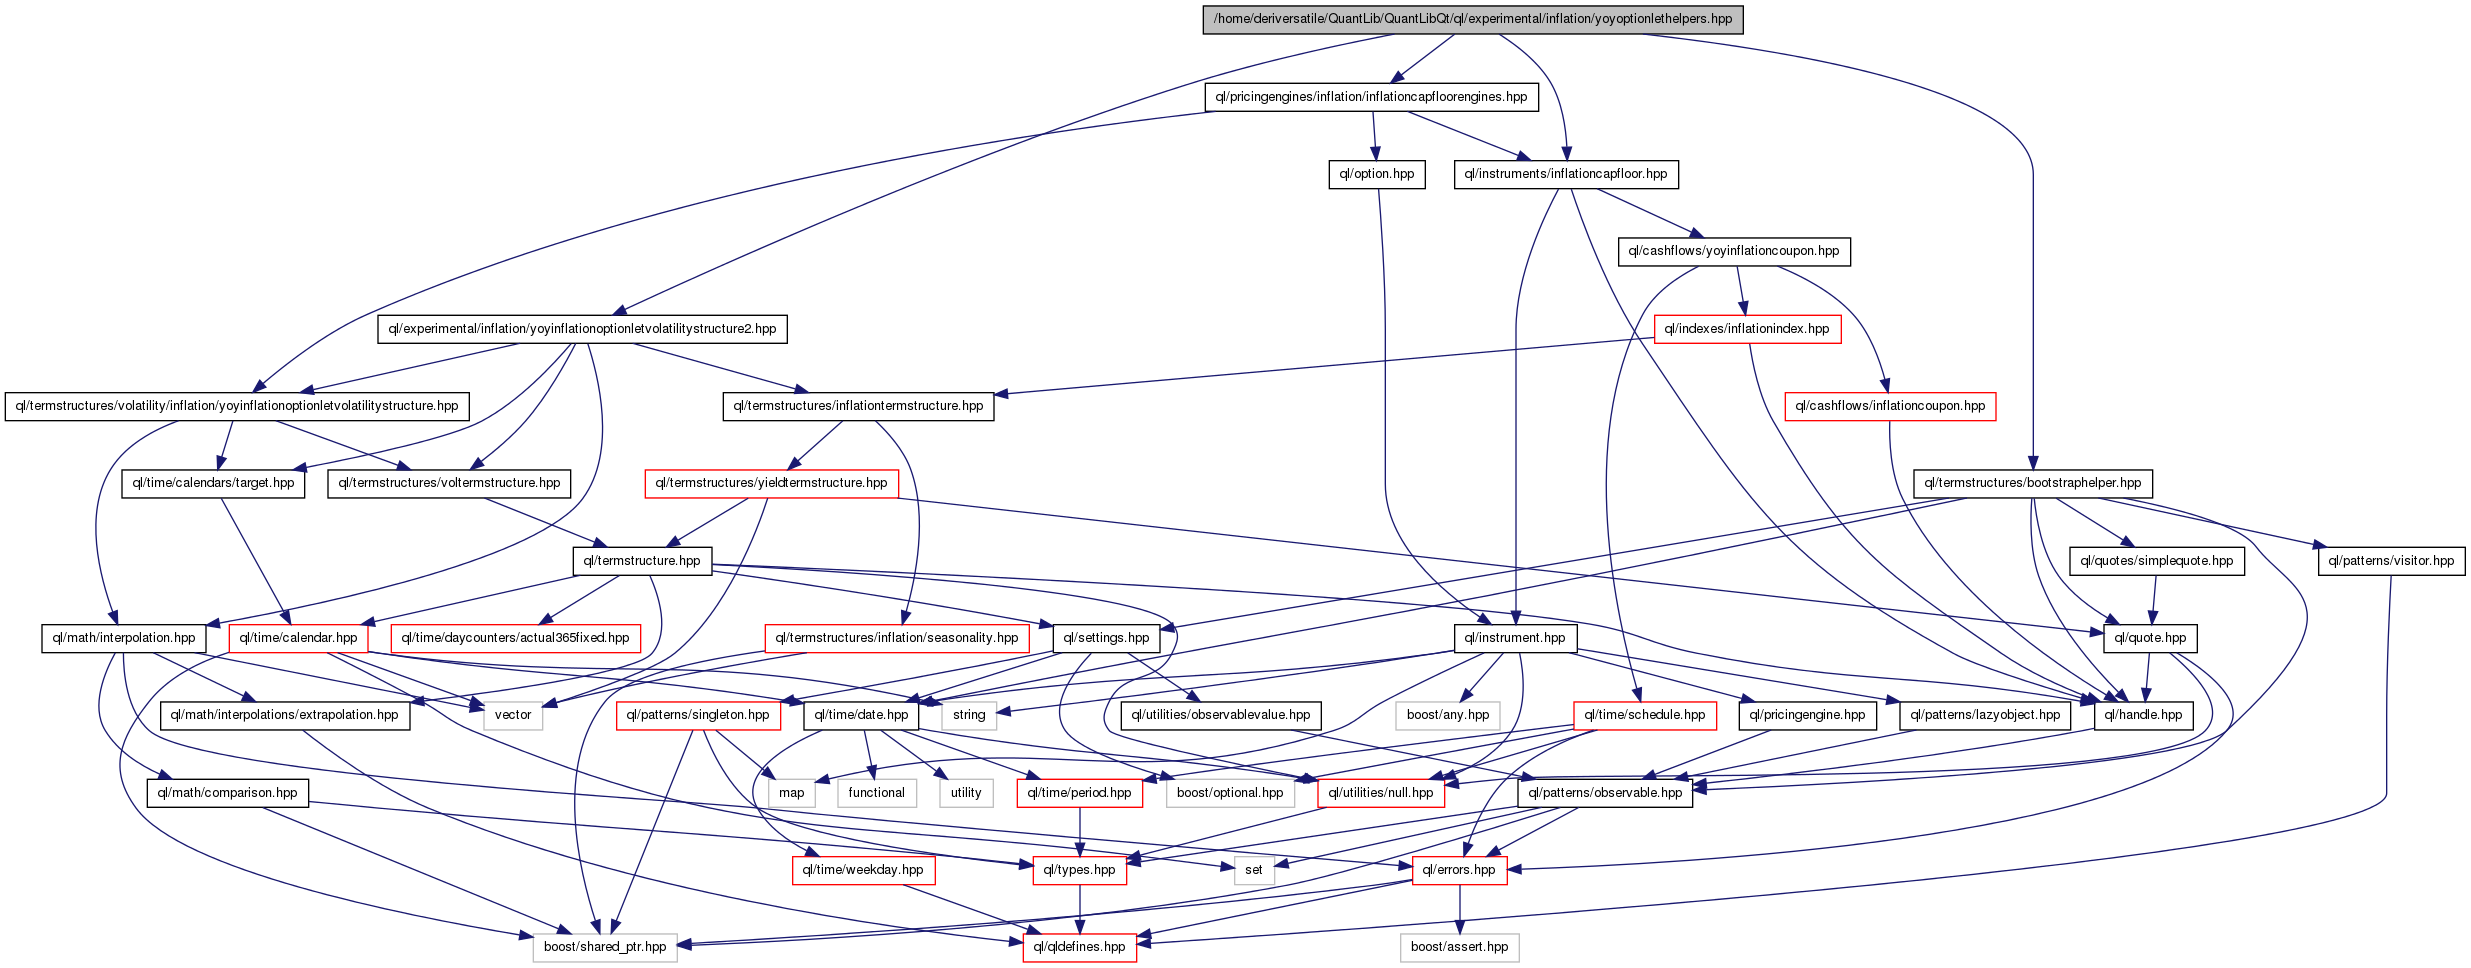 /home/deriversatile/QuantLib/QuantLibQt/ql/experimental/inflation/yoyoptionlethelpers.hpp
ql/pricingengines/inflation/inflationcapfloorengines.hpp
ql/option.hpp
ql/instruments/inflationcapfloor.hpp
ql/cashflows/yoyinflationcoupon.hpp
ql/experimental/inflation/yoyinflationoptionletvolatilitystructure2.hpp
ql/indexes/inflationindex.hpp
ql/termstructures/volatility/inflation/yoyinflationoptionletvolatilitystructure.hpp
ql/termstructures/inflationtermstructure.hpp
ql/cashflows/inflationcoupon.hpp
ql/time/calendars/target.hpp
ql/termstructures/voltermstructure.hpp
ql/termstructures/yieldtermstructure.hpp
ql/termstructures/bootstraphelper.hpp
ql/termstructure.hpp
ql/quotes/simplequote.hpp
ql/patterns/visitor.hpp
ql/math/interpolation.hpp
ql/time/calendar.hpp
ql/time/daycounters/actual365fixed.hpp
ql/termstructures/inflation/seasonality.hpp
ql/settings.hpp
ql/instrument.hpp
ql/quote.hpp
ql/math/interpolations/extrapolation.hpp
vector
ql/patterns/singleton.hpp
ql/time/date.hpp
string
ql/utilities/observablevalue.hpp
boost/any.hpp
ql/time/schedule.hpp
ql/pricingengine.hpp
ql/patterns/lazyobject.hpp
ql/handle.hpp
ql/math/comparison.hpp
map
functional
utility
ql/time/period.hpp
boost/optional.hpp
ql/utilities/null.hpp
ql/patterns/observable.hpp
ql/time/weekday.hpp
ql/types.hpp
set
ql/errors.hpp
boost/shared_ptr.hpp
ql/qldefines.hpp
boost/assert.hpp